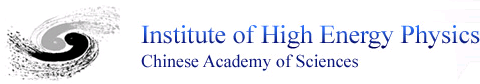 Institute of High Energy Physics
Chinese Academy of Sciences